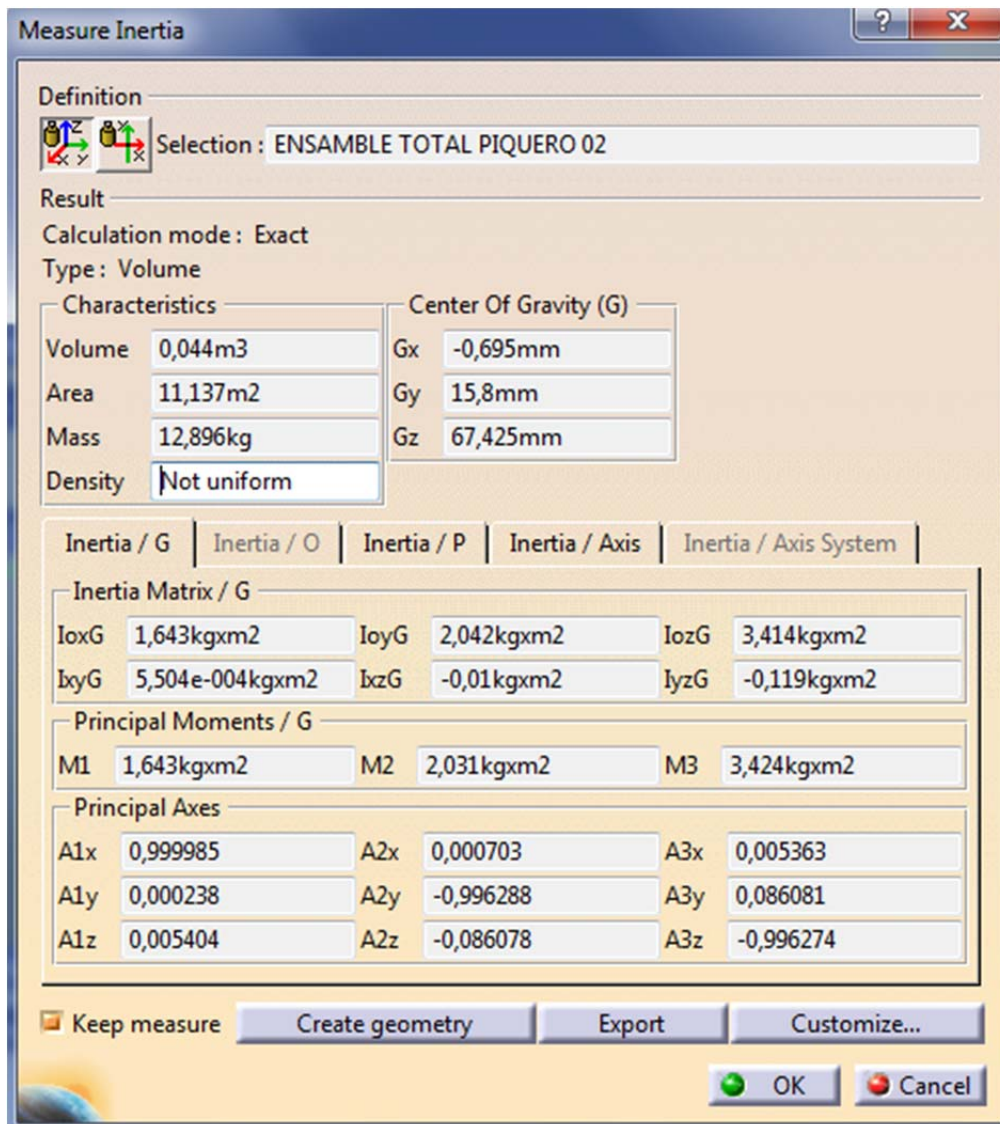 Measure Inertia
?
X
Definition
Z X Y Y X Selection : ENSAMBLE TOTAL PIQUERO 02
Result
Calculation mode : Exact
Type : Volume
Characteristics Center Of Gravity (G)
Volume 0,044m3 Gx -0,695mm
Area 11,137m2 Gy 15,8mm
Mass 12,896kg Gz 67,425mm
Density Not uniform
Inertia / G Inertia / O Inertia / P Inertia / Axis Inertia / Axis System
Inertia Matrix / G
IoxG 1,643kgxm2 IoyG 2,042kgxm2 IozG 3,414kgxm2
IxyG 5,504e-004kgxm2 IxzG -0,01kgxm2 IyzG -0,119kgxm2
Principal Moments / G
M1 1,643kgxm2 M2 2,031kgxm2 M3 3,424kgxm2
Principal Axes
A1x 0,999985 A2x 0,000703 A3x 0,005363
A1y 0,000238 A2y -0,996288 A3y 0,086081
A1z 0,005404 A2z -0,086078 A3z -0,996274
Keep measure Create geometry Export Customize...
OK Cancel